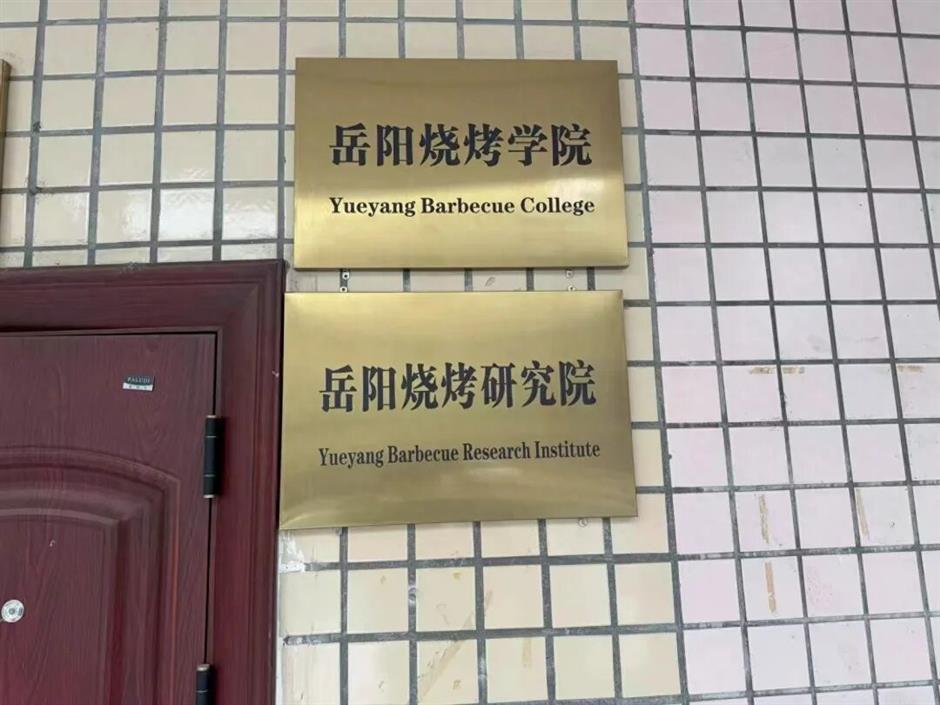 岳阳烧烤学院
Yueyang Barbecue College
岳阳烧烤研究院
Yueyang Barbecue Research Institute
PALUDI